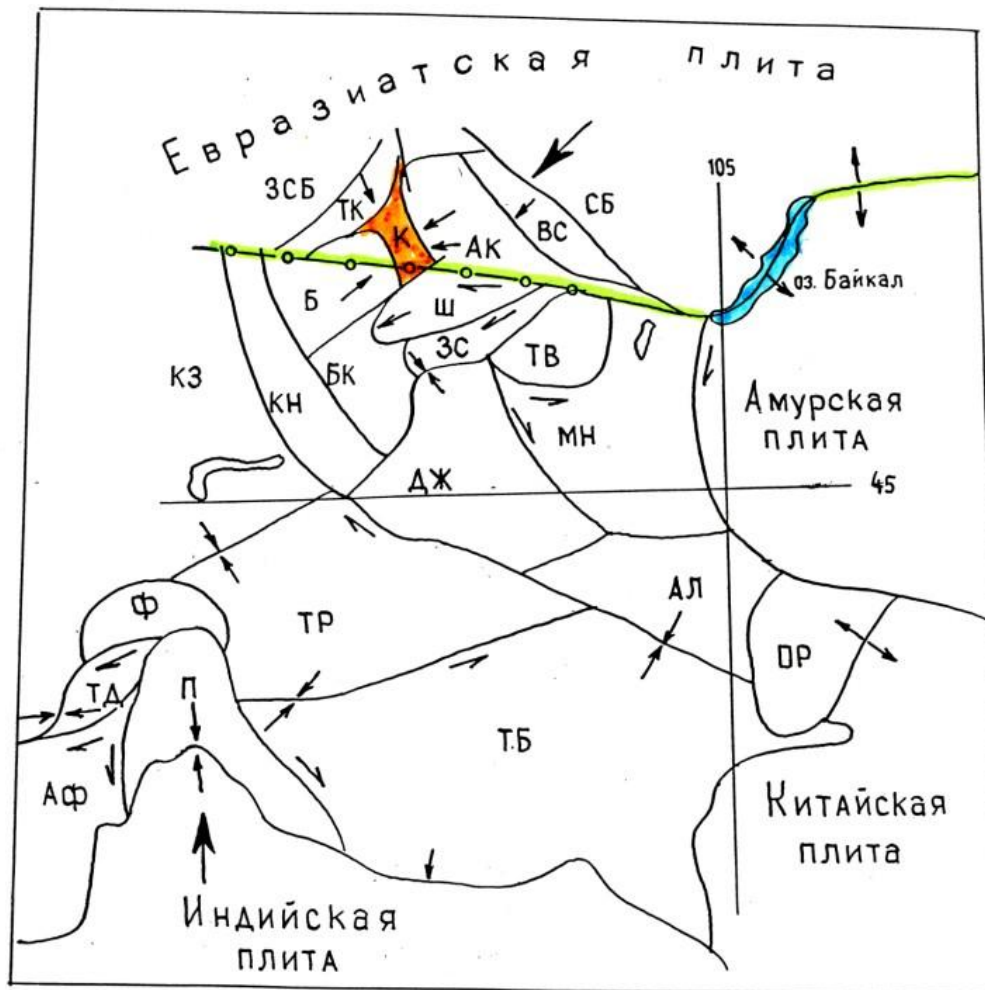 Евразиатская плита
105
ЗСБ
ТК
К
АК
ВС
СБ
оз. Байкал
Б
Ш
ЗС
ТВ
КЗ
КН
БК
МН
Амурская
плита
ДЖ
45
Ф
ТР
АЛ
ОР
ТД
П
ТБ
АФ
Китайская
плита
Индийская
плита